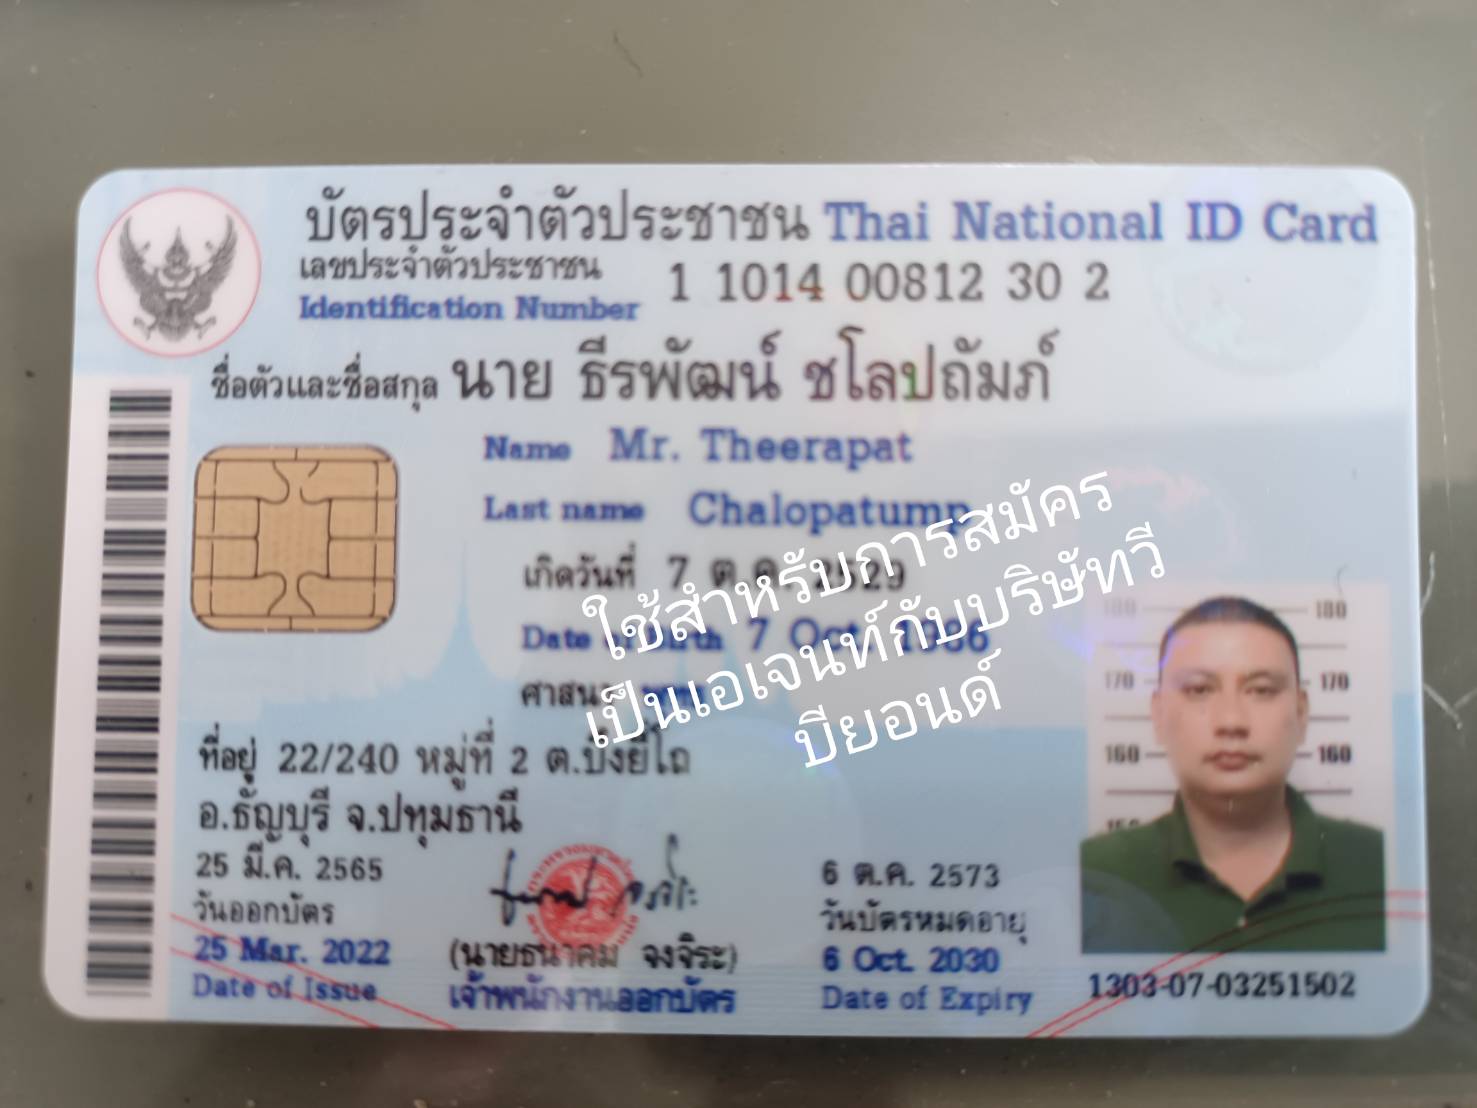 บัตรประจำตัวประชาชน Thai National ID Card
เลขประจำตัวประชาชน
Identification Number
1 1014 00812 30 2
ชื่อตัวและชื่อสกุล นาย ธีรพัฒน์ ชโลปถัมภ์
Name Mr. Theerapat
Last name Chalopatump
เกิดวันที่ 7 ต.ค. 2529
Date of Birth 7 Oct. 1986
ศาสนา พุทธ
ใช้สำหรับการสมัคร
เป็นเอเจนท์กับบริษัทวี
บียอนด์
ที่อยู่ 22/240 หมู่ที่ 2 ต.บึงยี่โถ
อ.ธัญบุรี จ.ปทุมธานี
25 มี.ค. 2565
วันออกบัตร
25 Mar. 2022
Date of Issue
(นายธนาคม จงจิระ)
เจ้าพนักงานออกบัตร
6 ต.ค. 2573
วันบัตรหมดอายุ
6 Oct. 2030
Date of Expiry
180 180
170 170
160 160
150
1303-07-03251502